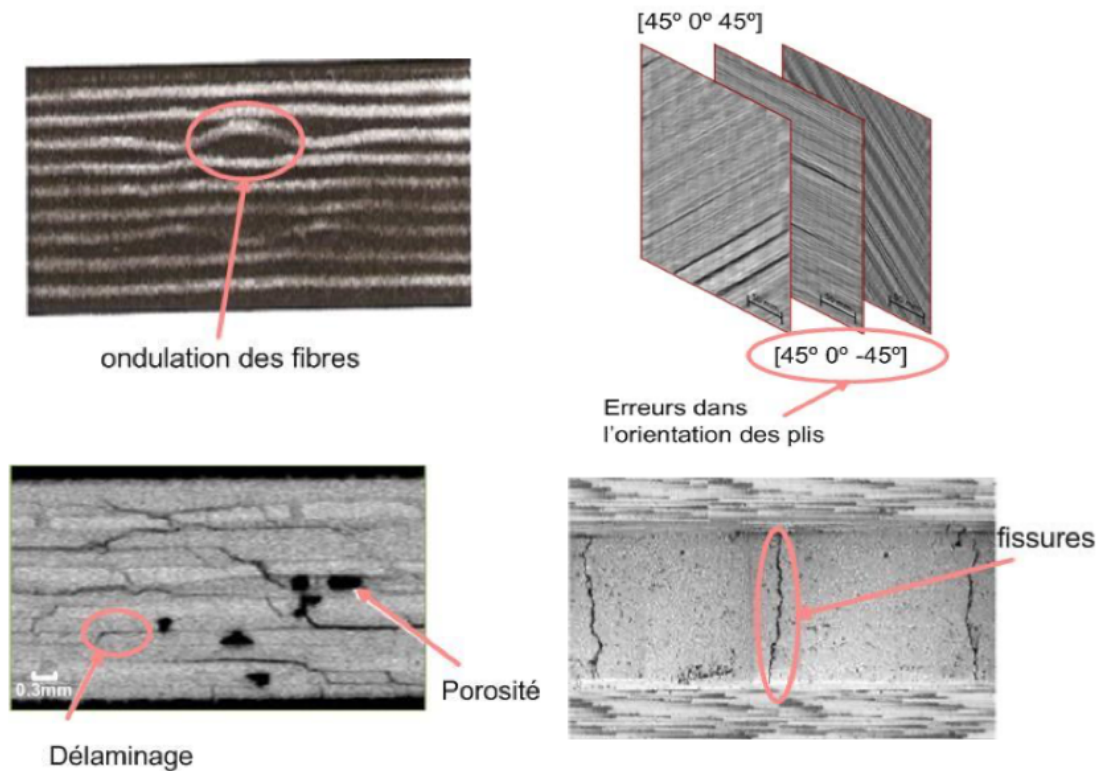 [45º 0º 45º]
ondulation des fibres
[45º 0º -45º]
Erreurs dans
l'orientation des plis
fissures
0.3mm
Porosité
Délaminage